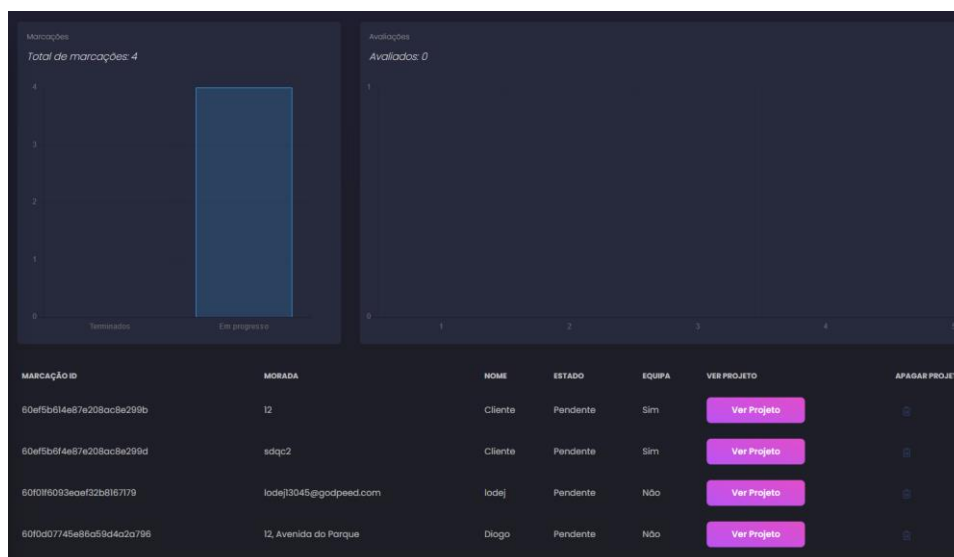 Marcações
Total de marcações: 4
4
3
2
1
0
Terminados
Em progresso
Avaliações
Avaliados: 0
1
0
1
2
3
4
5
MARCAÇÃO ID MORADA NOME ESTADO EQUIPA VER PROJETO APAGAR PROJE
60ef5b614e87e208ac8e299b 12 Cliente Pendente Sim Ver Projeto
60ef5b6f4e87e208ac8e299d sdqc2 Cliente Pendente Sim Ver Projeto
60f01f6093eaef32b8167179 lodej13045@godpeed.com lodej Pendente Não Ver Projeto
60f0d07745e86a59d4a2a796 12, Avenida do Parque Diogo Pendente Não Ver Projeto